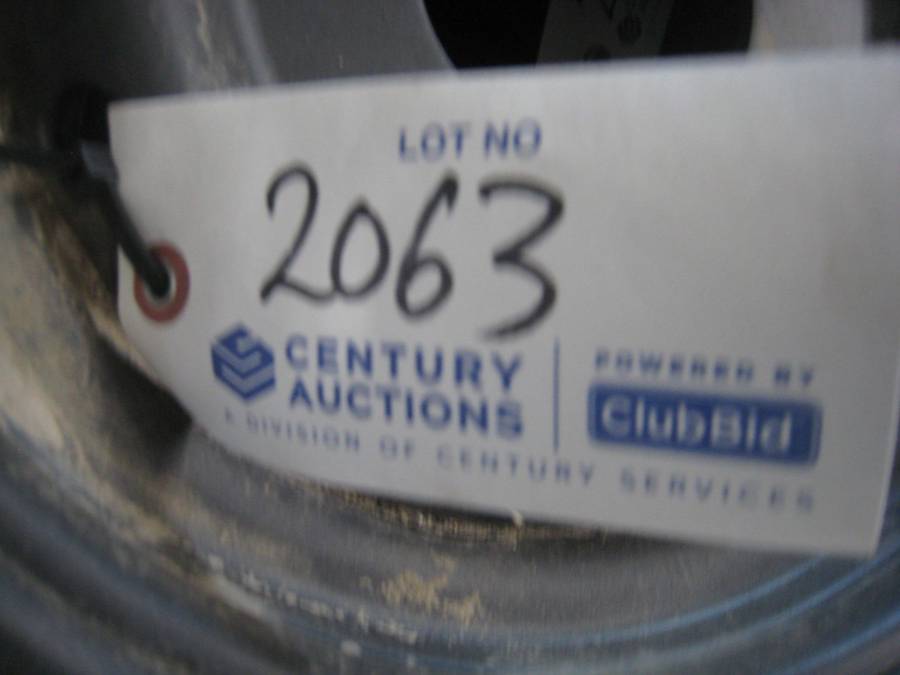 LOT NO
2063
CENTURY
AUCTIONS
A DIVISION OF CENTURY SERVICES
POWERED BY
ClubBid